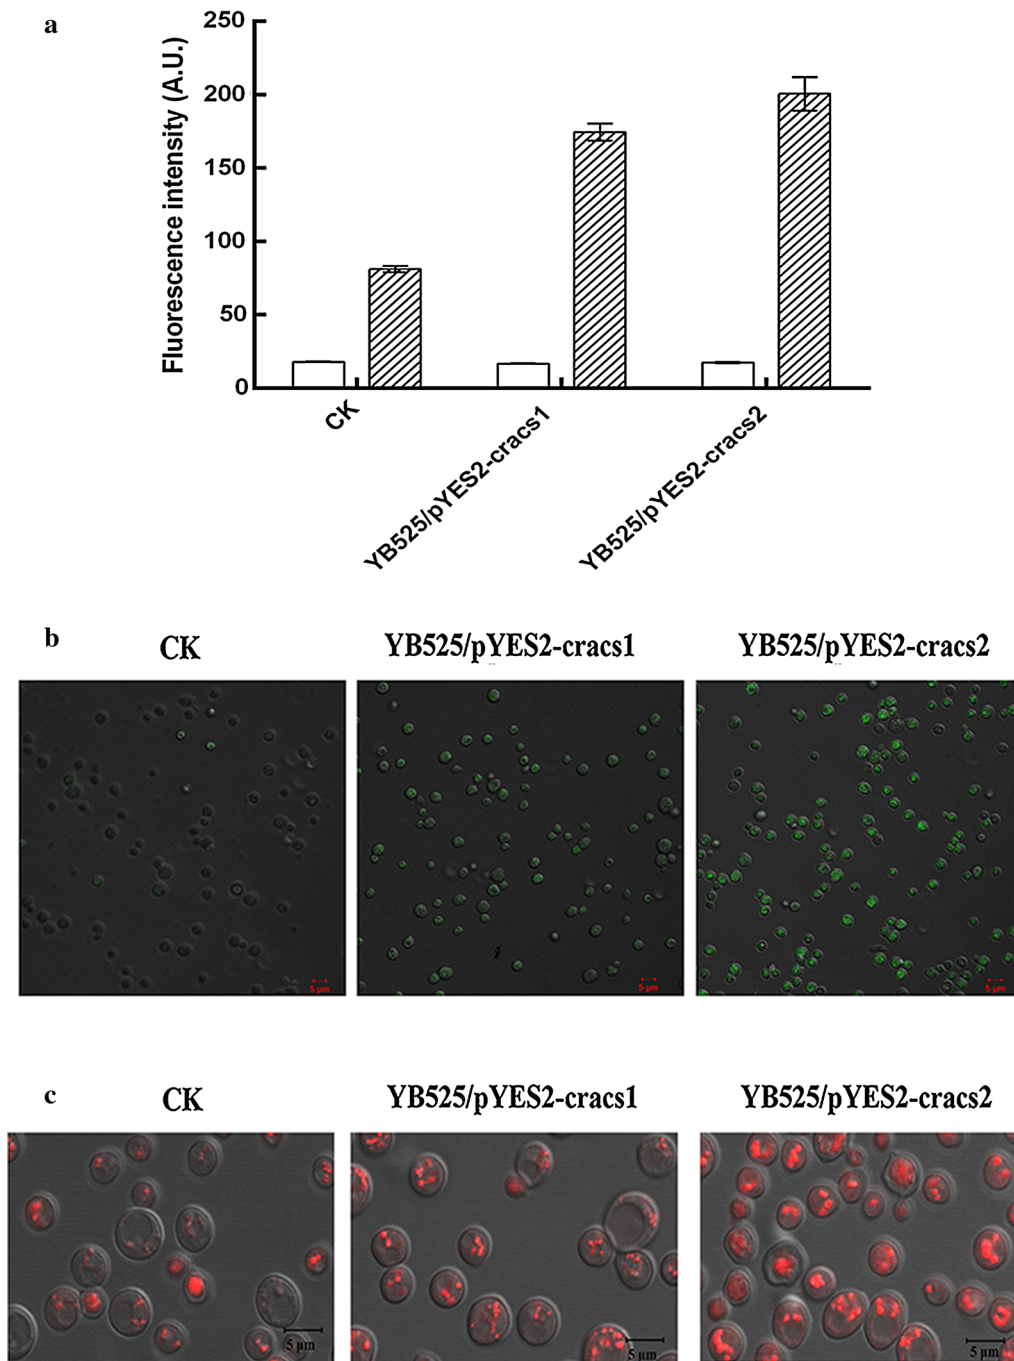 a
Fluorescence intensity (A.U.)
250
200
150
100
50
0
CK
YB525/pYES2-cracs1
YB525/pYES2-cracs2
b
CK
YB525/pYES2-cracs1
YB525/pYES2-cracs2
5 µm
5 µm
5 µm
c
CK
YB525/pYES2-cracs1
YB525/pYES2-cracs2
5 µm
5 µm
5 µm